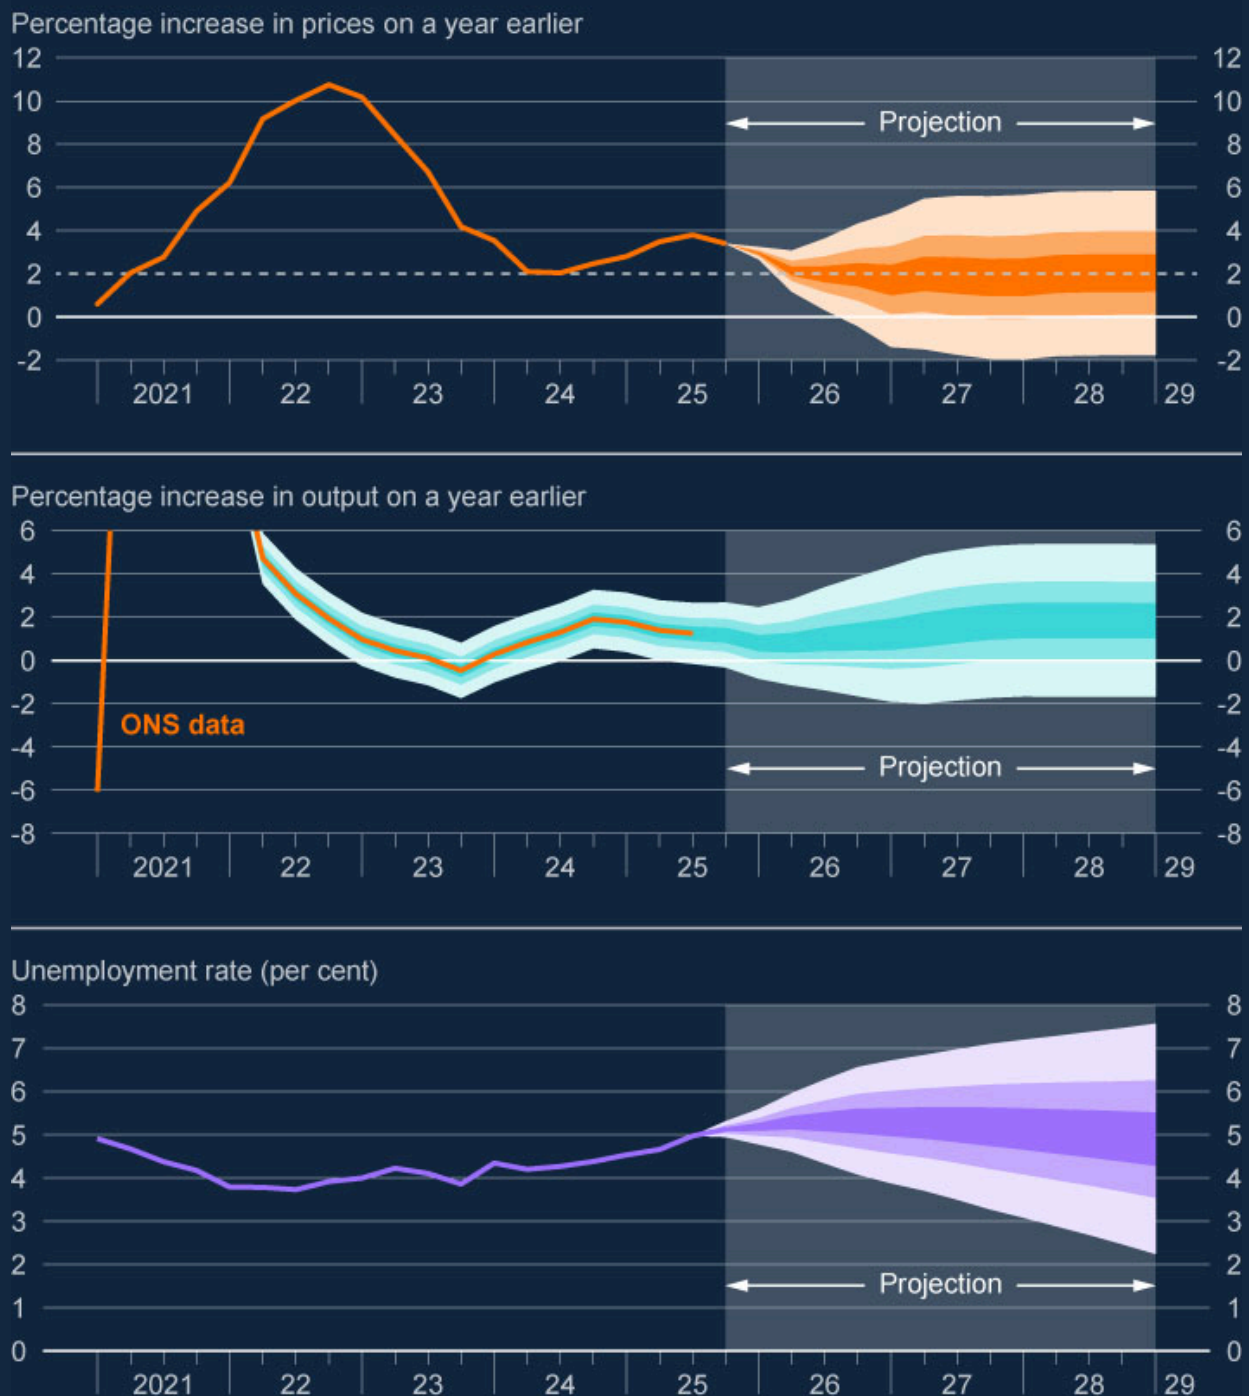 Percentage increase in prices on a year earlier
12 12
10 10
Projection
8 8
6 6
4 4
2 2
0 0
-2 -2
2021 22 23 24 25 26 27 28 29
Percentage increase in output on a year earlier
6 6
4 4
2 2
0 0
-2 -2
ONS data
-4 -4
Projection
-6 -6
-8 -8
2021 22 23 24 25 26 27 28 29
Unemployment rate (per cent)
8 8
7 7
6 6
5 5
4 4
3 3
2 2
Projection
1 1
0 0
2021 22 23 24 25 26 27 28 29